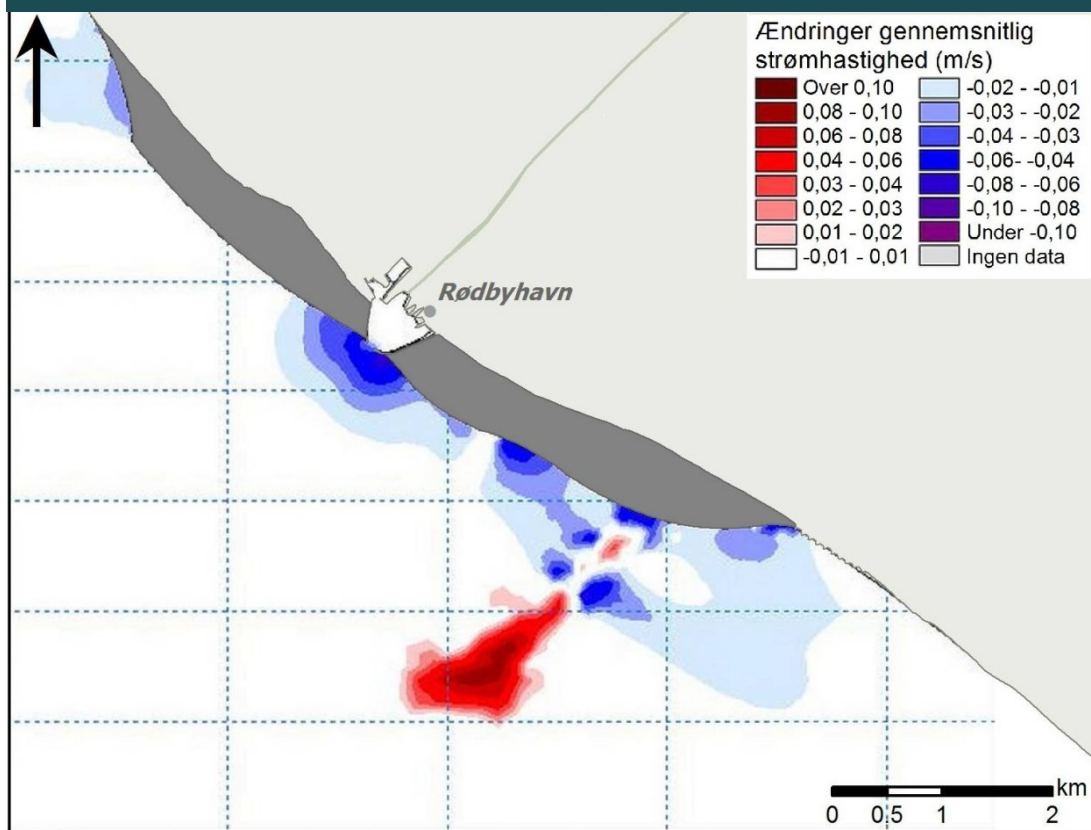 Ændringer gennemsnitlig
strømhastighed (m/s)
Over 0,10
0,08 - 0,10
0,06 - 0,08
0,04 - 0,06
0,03 - 0,04
0,02 - 0,03
0,01 - 0,02
-0,01 - 0,01
-0,02 - -0,01
-0,03 - -0,02
-0,04 - -0,03
-0,06- -0,04
-0,08 - -0,06
-0,10 - -0,08
Under -0,10
Ingen data
Rødbyhavn
km
0 0.5 1 2